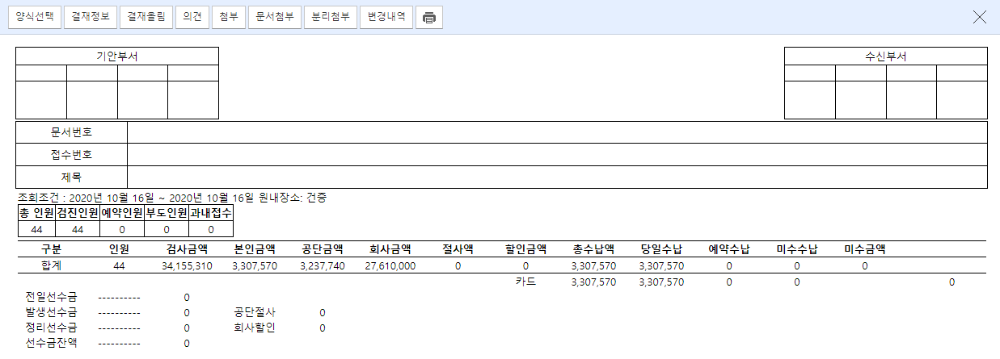 양식선택 결재정보 결재올림 의견 첨부 문서첨부 분리첨부 변경내역
기안부서 수신부서
문서번호
접수번호
제목
조회조건 : 2020년 10월 16일 ~ 2020년 10월 16일 원내장소: 건증
총 인원 검진인원 예약인원 부도인원 과내접수
44 44 0 0 0
구분 인원 검사금액 본인금액 공단금액 회사금액 절사액 할인금액 총수납액 당일수납 예약수납 미수수납 미수금액
합계 44 34,155,310 3,307,570 3,237,740 27,610,000 0 0 3,307,570 3,307,570 0 0 0
카드 3,307,570 3,307,570 0 0 0
전일선수금 ---------- 0
발생선수금 ---------- 0 공단절사 0
정리선수금 ---------- 0 회사할인 0
선수금잔액 ---------- 0